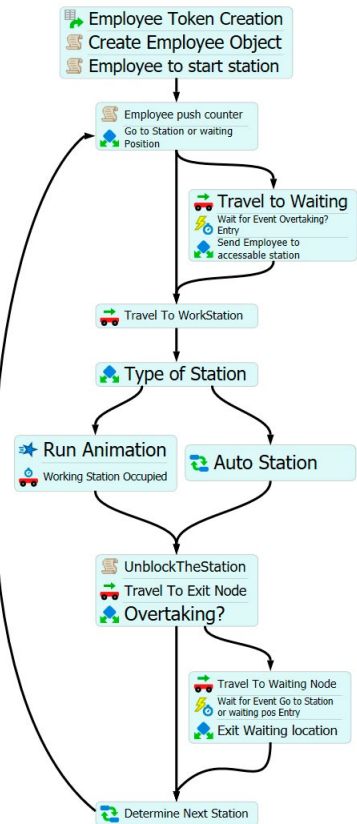 Employee Token Creation
Create Employee Object
Employee to start station
Employee push counter
Go to Station or waiting
Position
Travel to Waiting
Wait for Event Overtaking?
Entry
Send Employee to
accessable station
Travel To WorkStation
Type of Station
Run Animation
Working Station Occupied
Auto Station
UnblockTheStation
Travel To Exit Node
Overtaking?
Travel To Waiting Node
Wait for Event Go to Station
or waiting pos Entry
Exit Waiting location
Determine Next Station